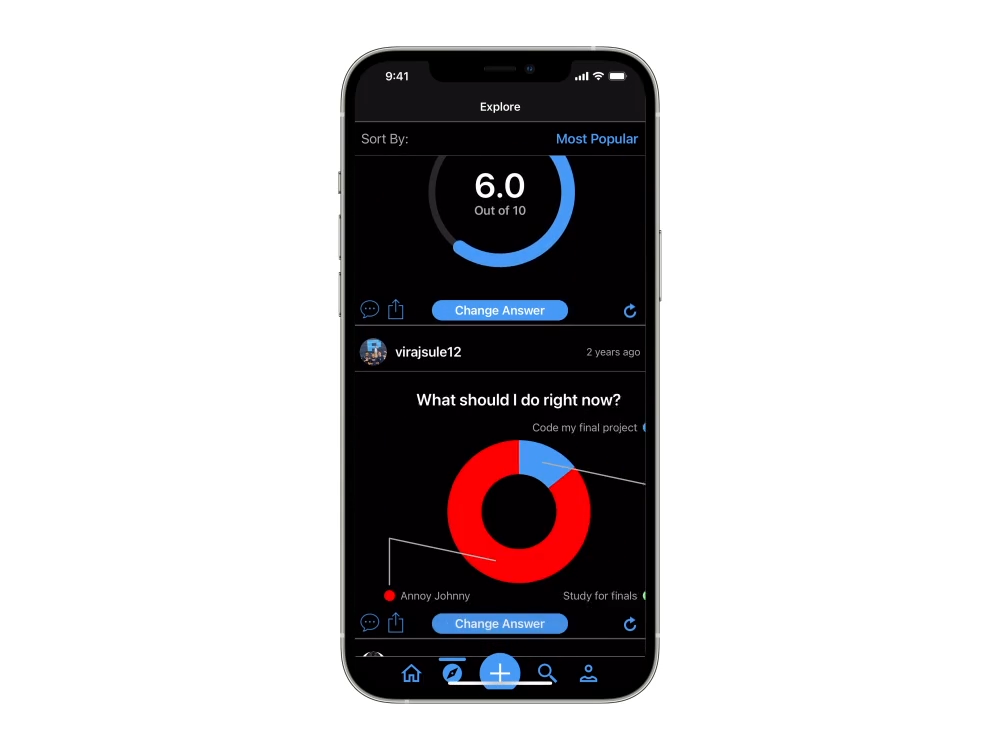 9:41
Explore
Sort By:
Most Popular
6.0
Out of 10
Change Answer
virajsule12
2 years ago
What should I do right now?
Code my final project
Annoy Johnny
Study for finals
Change Answer